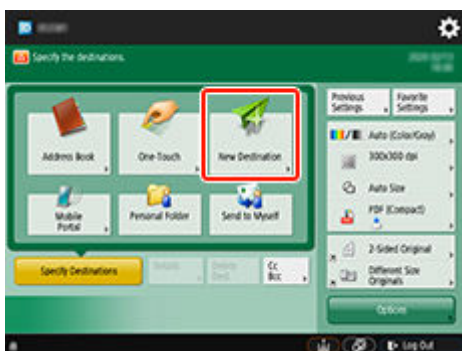 Specify the destinations.
Previous Settings
Favorite Settings
Address Book
One-Touch
New Destination
Auto (Color/Gray)
300x300 dpi
Auto Size
PDF (Compact)
Mobile Portal
Personal Folder
Send to Myself
2-Sided Original
Different Size Originals
Specify Destinations
Details
Delete Dest.
Cc Bcc
Options
Log Out